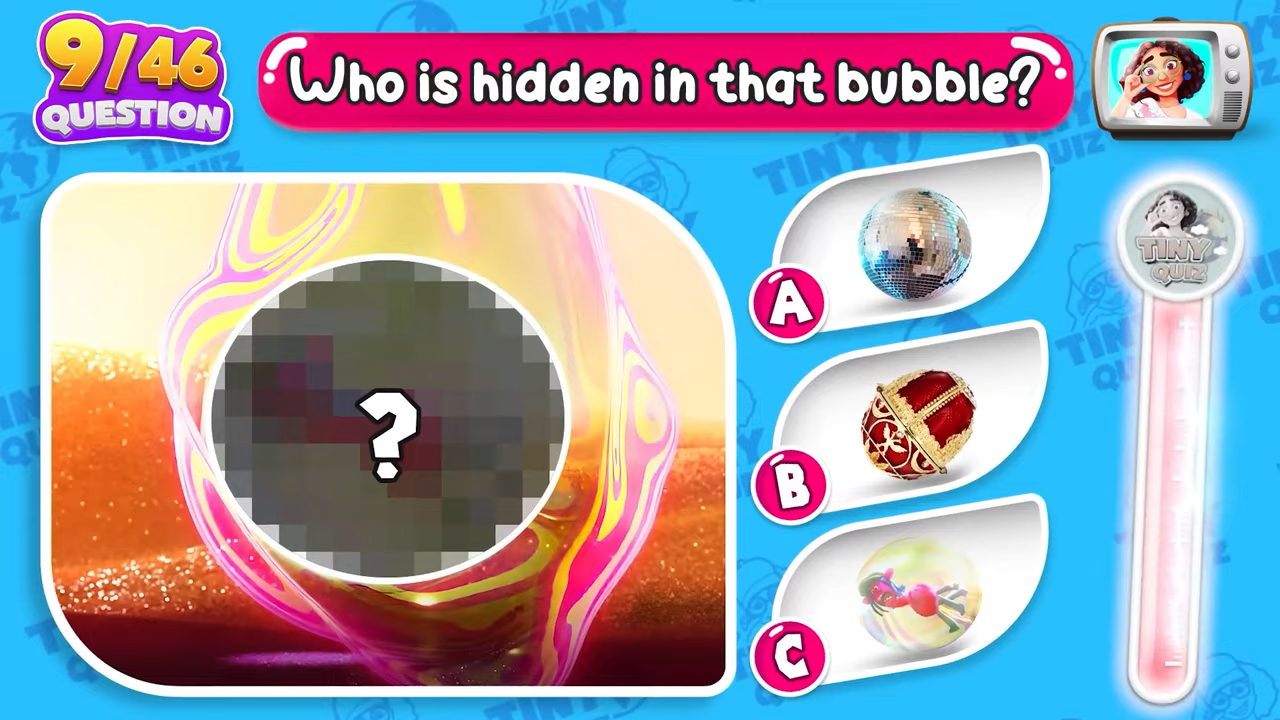 9/46
QUESTION
Who is hidden in that bubble?
?
A
B
C
TINY
QUIZ